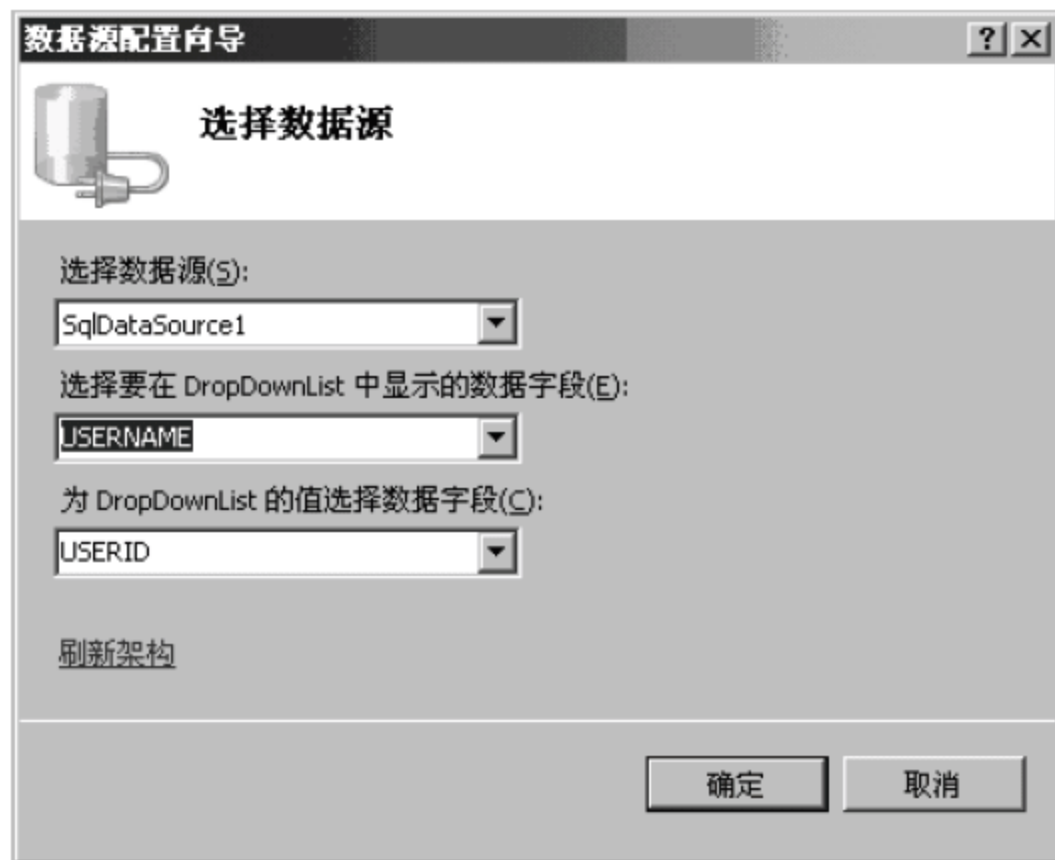 数据源配置向导
选择数据源
选择数据源(S):
SqlDataSource1
选择要在 DropDownList 中显示的数据字段(E):
USERNAME
为 DropDownList 的值选择数据字段(C):
USERID
刷新架构
确定 取消